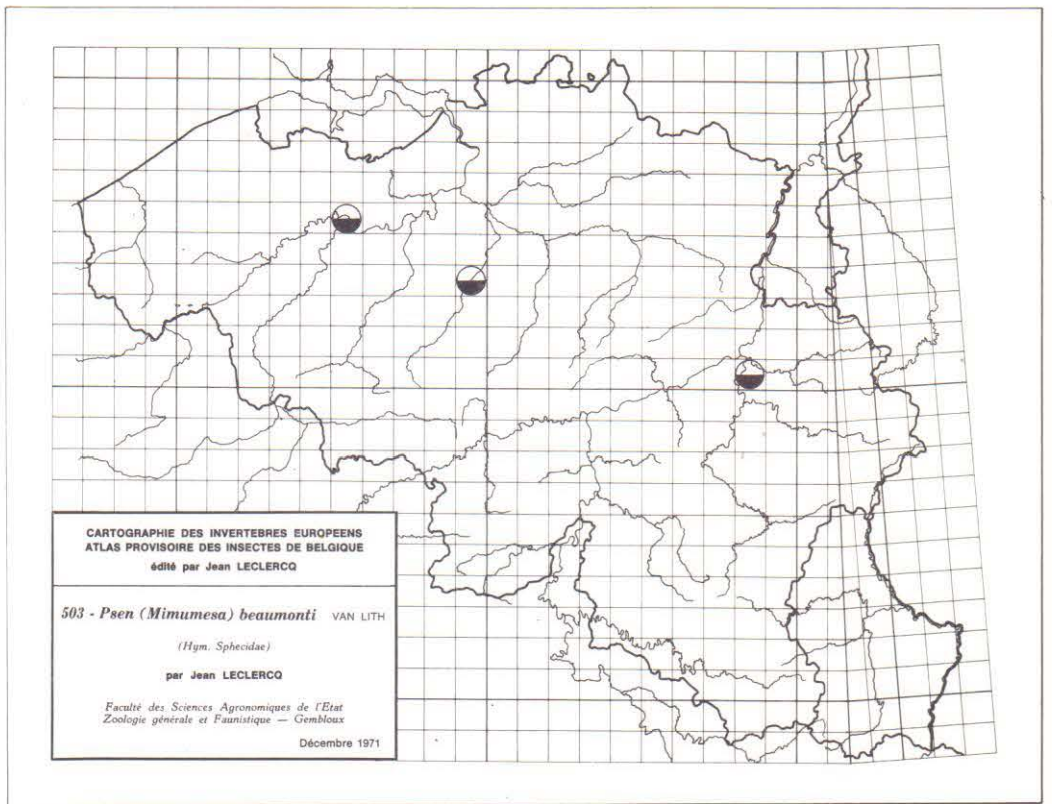 CARTOGRAPHIE DES INVERTEBRES EUROPEENS
ATLAS PROVISOIRE DES INSECTES DE BELGIQUE
édité par Jean LECLERCQ
503 - Psen (Mimumesa) beaumonti VAN LITH
(Hym. Sphecidae)
par Jean LECLERCQ
Faculté des Sciences Agronomiques de l'Etat
Zoologie générale et Faunistique — Gembloux
Décembre 1971